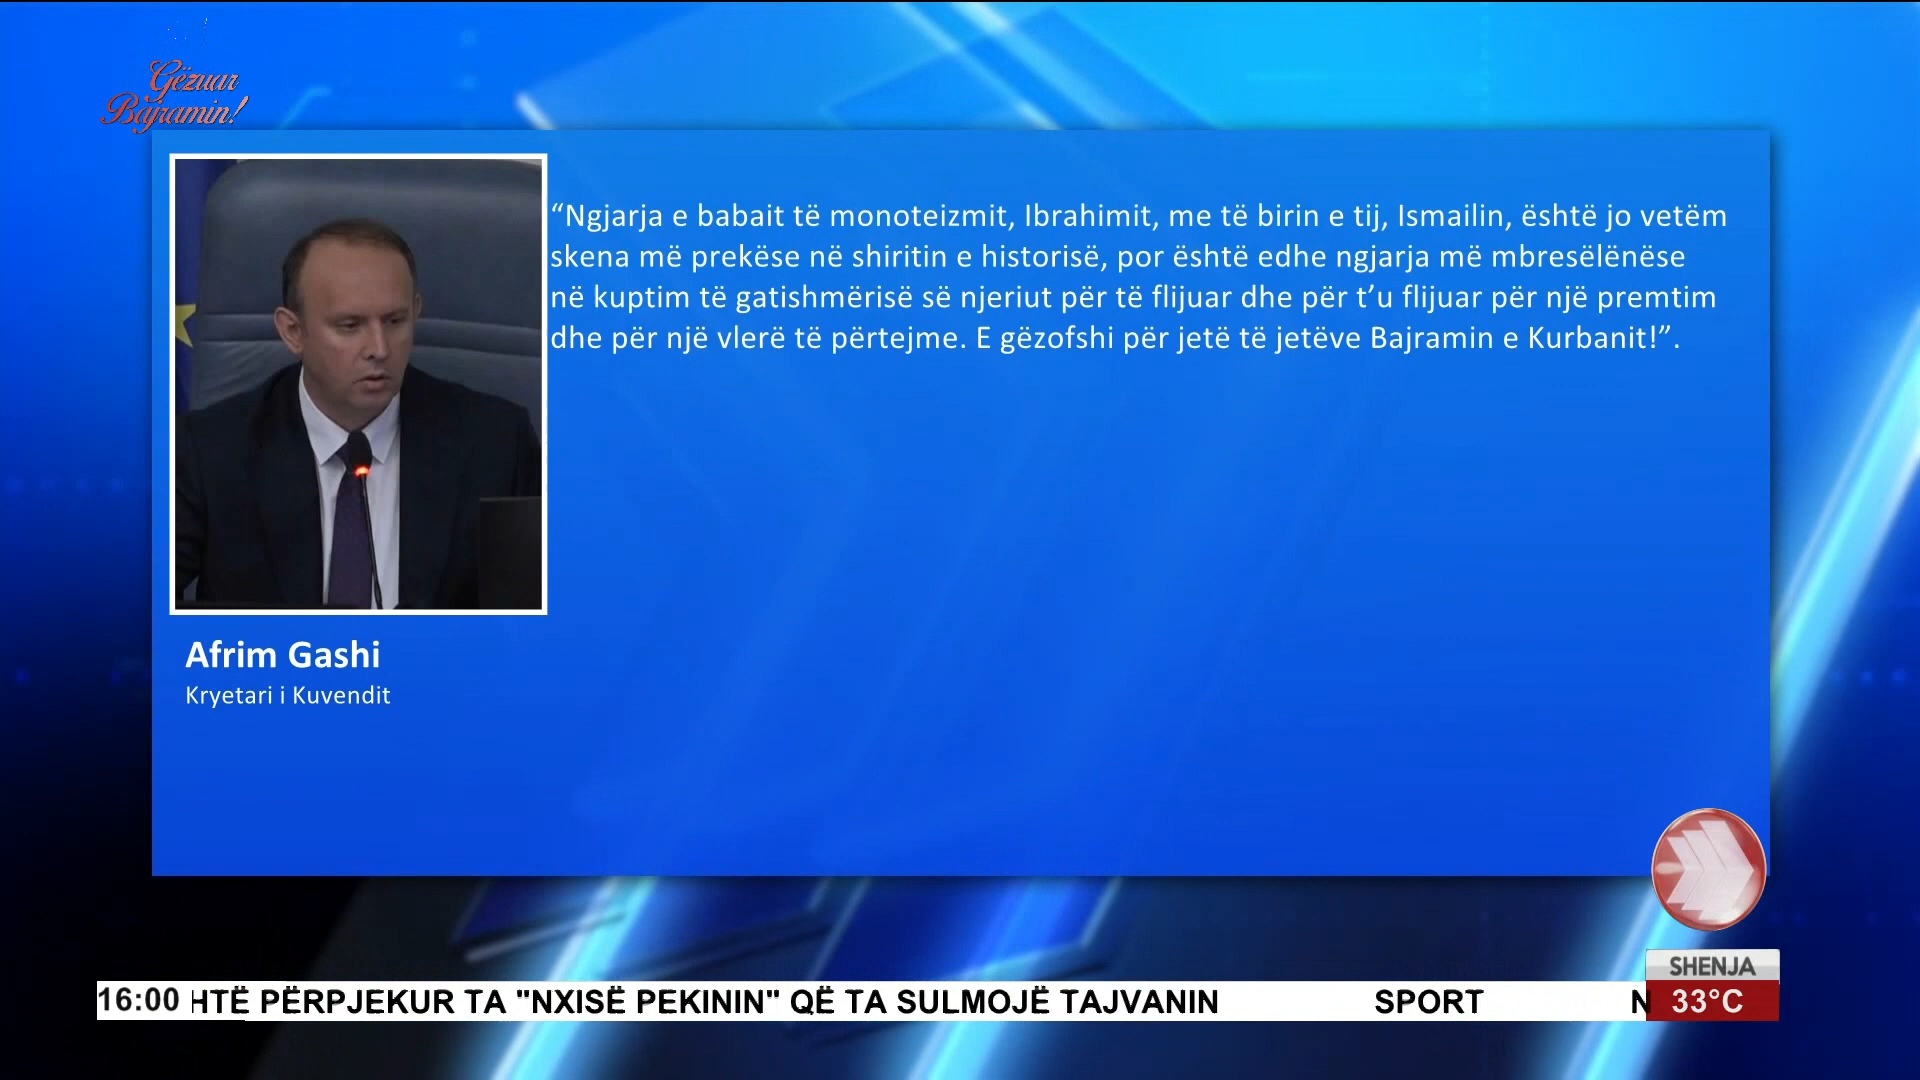 Gëzuar
Bajramin!
“Ngjarja e babait të monoteizmit, Ibrahimit, me të birin e tij, Ismailin, është jo vetëm
skena më prekëse në shiritin e historisë, por është edhe ngjarja më mbresëlënëse
në kuptim të gatishmërisë së njeriut për të flijuar dhe për t’u flijuar për një premtim
dhe për një vlerë të përtejme. E gëzofshi për jetë të jetëve Bajramin e Kurbanit!”.
Afrim Gashi
Kryetari i Kuvendit
SHENJA
16:00 HTË PËRPJEKUR TA "NXISË PEKININ" QË TA SULMOJË TAJVANIN SPORT N 33°C